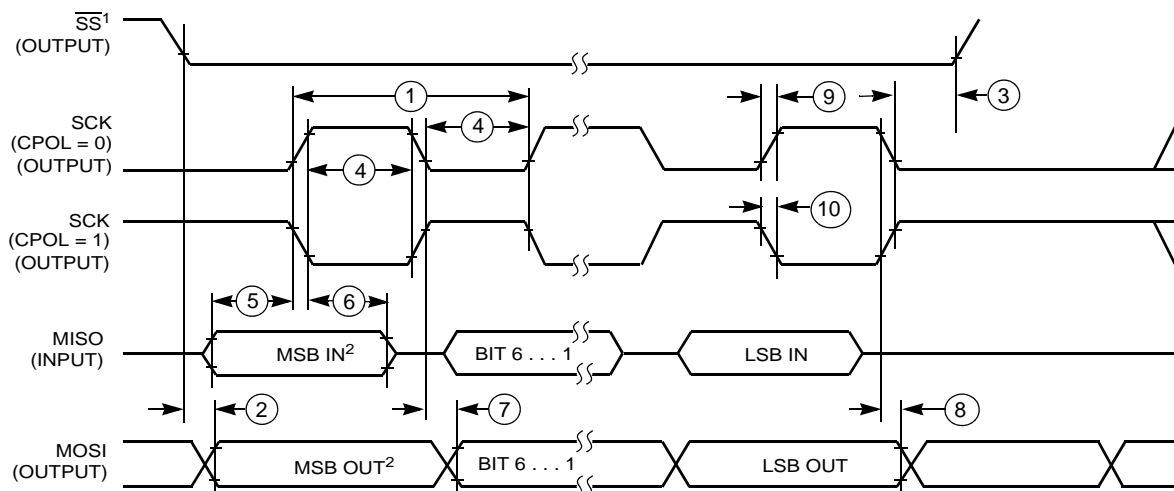 SS¹
(OUTPUT)
SCK
(CPOL = 0)
(OUTPUT)
SCK
(CPOL = 1)
(OUTPUT)
MISO
(INPUT)
MOSI
(OUTPUT)
1
4
4
9
3
10
5
6
MSB IN²
BIT 6 . . . 1
LSB IN
2
7
8
MSB OUT²
BIT 6 . . . 1
LSB OUT